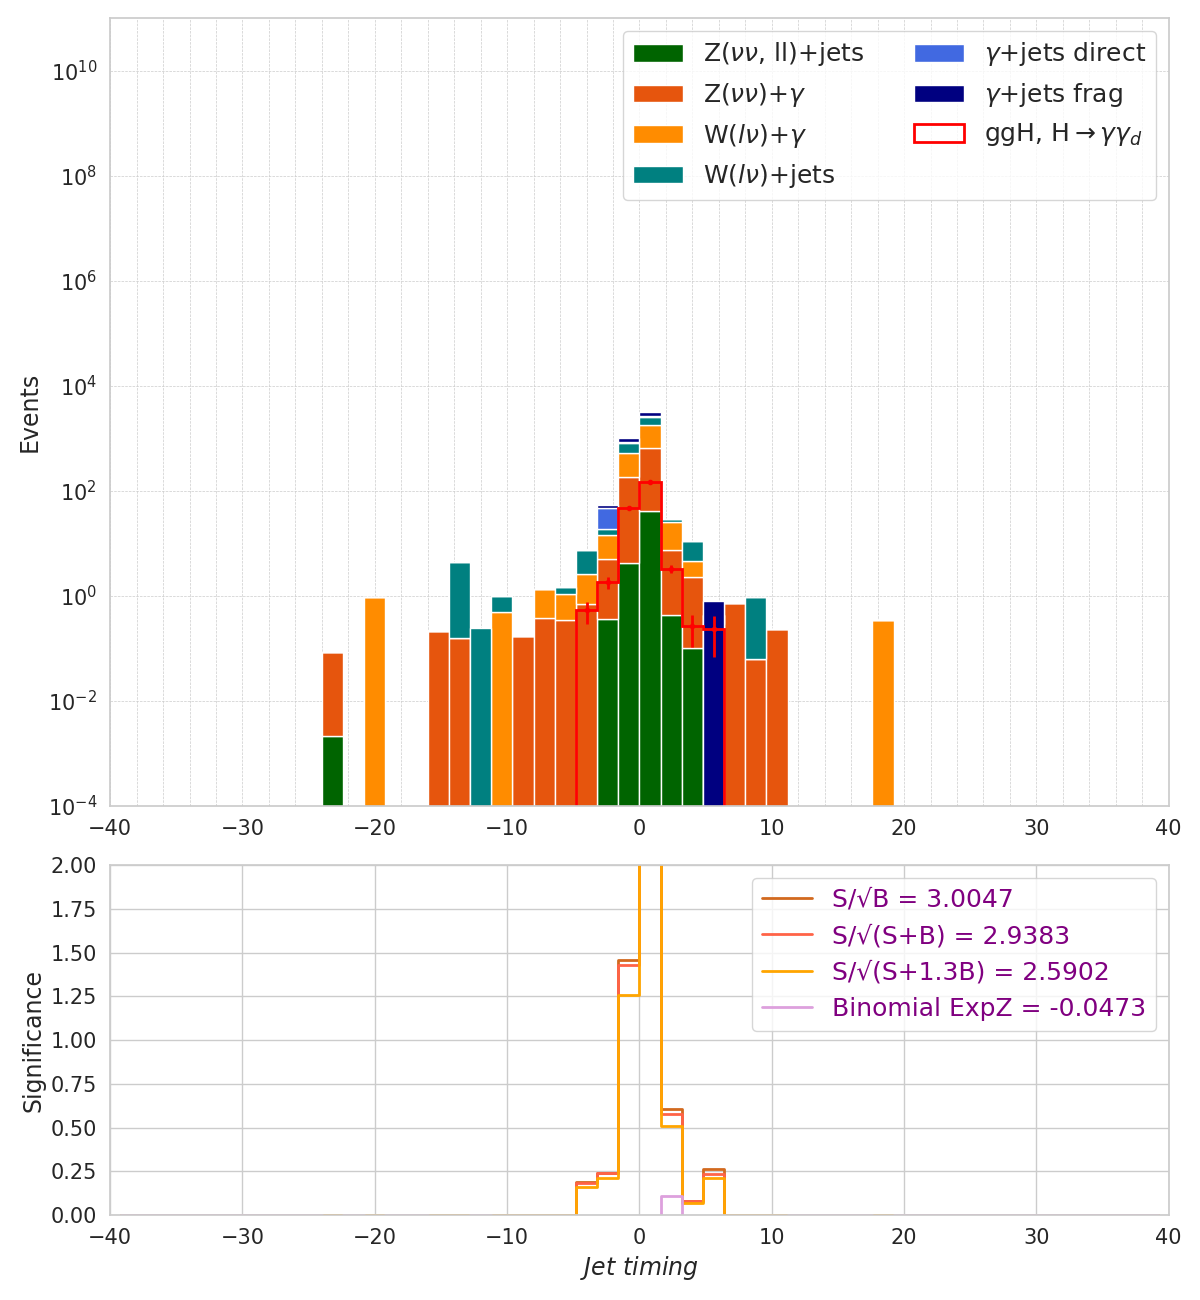 Z(νν, ll)+jets
Z(νν)+γ
W(lν)+γ
W(lν)+jets
γ+jets direct
γ+jets frag
ggH, H→γγ_d
Events
10^10
10^8
10^6
10^4
10^2
10^0
10^−2
10^−4
−40 −30 −20 −10 0 10 20 30 40
S/√B = 3.0047
S/√(S+B) = 2.9383
S/√(S+1.3B) = 2.5902
Binomial ExpZ = -0.0473
Significance
2.00
1.75
1.50
1.25
1.00
0.75
0.50
0.25
0.00
−40 −30 −20 −10 0 10 20 30 40
Jet timing